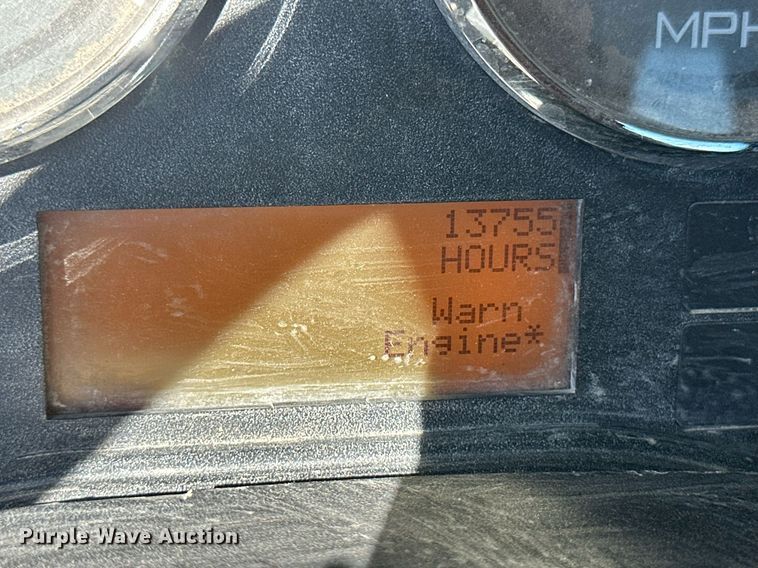 MPH
13755
HOURS
Warn
Engine*
Purple Wave Auction